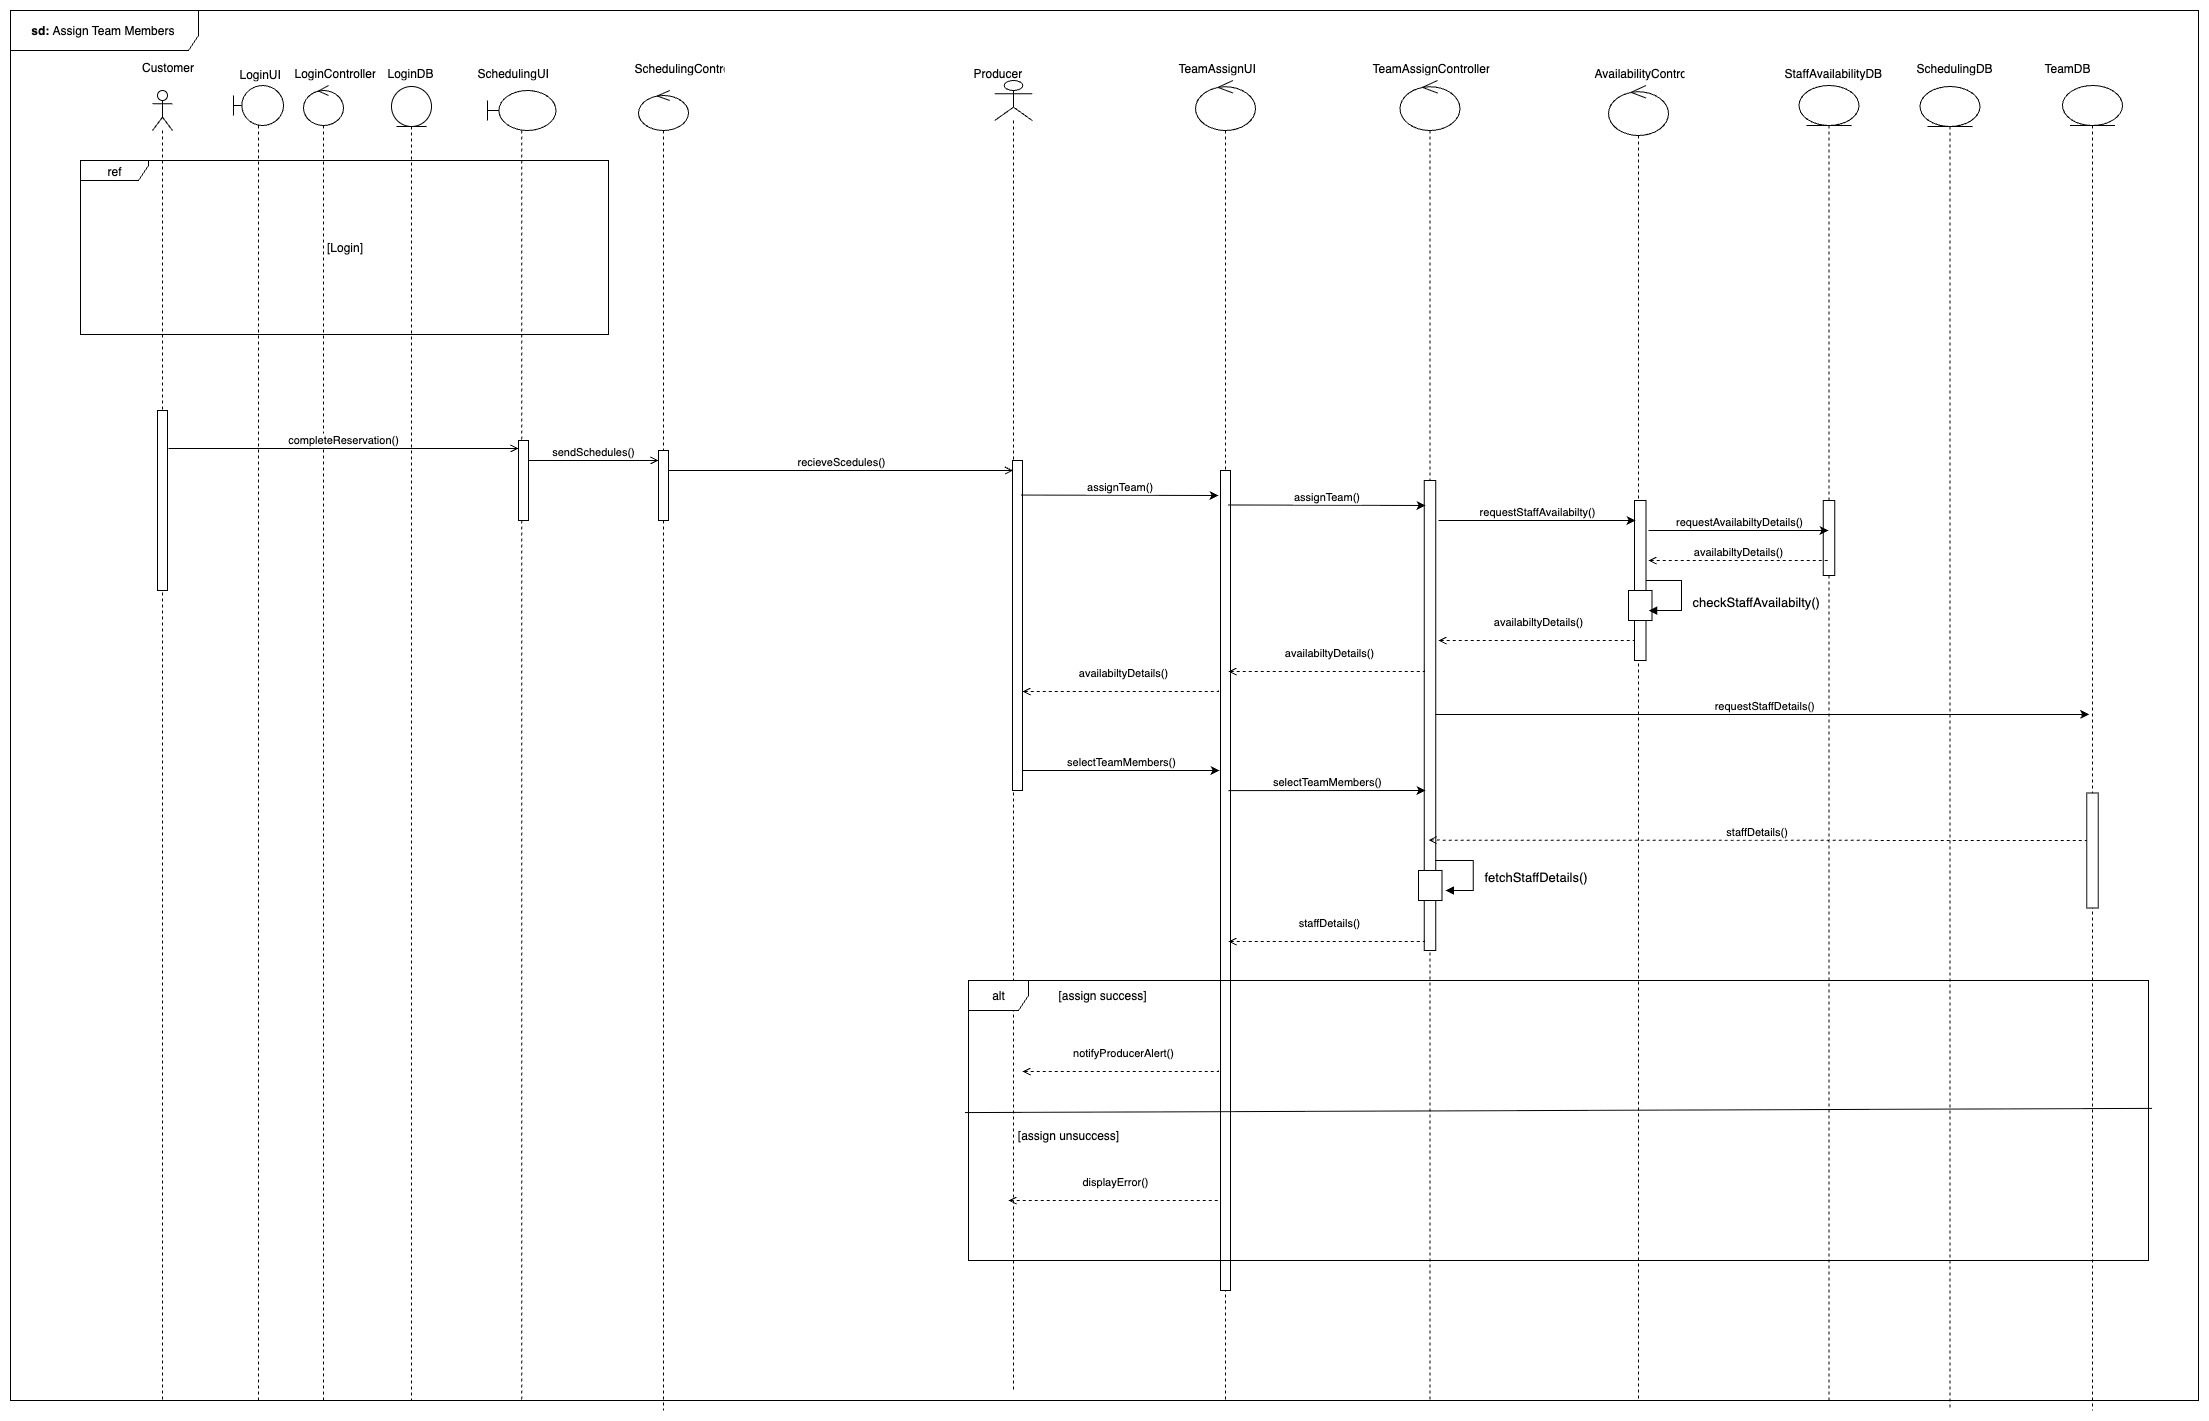 sd: Assign Team Members
Customer
LoginUI
LoginController
LoginDB
SchedulingUI
SchedulingContr
Producer
TeamAssignUI
TeamAssignController
AvailabilityContrc
StaffAvailabilityDB
SchedulingDB
TeamDB
ref
[Login]
completeReservation()
sendSchedules()
recieveScedules()
assignTeam()
assignTeam()
requestStaffAvailabilty()
requestAvailabiltyDetails()
availabiltyDetails()
checkStaffAvailabilty()
availabiltyDetails()
availabiltyDetails()
availabiltyDetails()
requestStaffDetails()
selectTeamMembers()
selectTeamMembers()
staffDetails()
fetchStaffDetails()
staffDetails()
alt
[assign success]
notifyProducerAlert()
[assign unsuccess]
displayError()